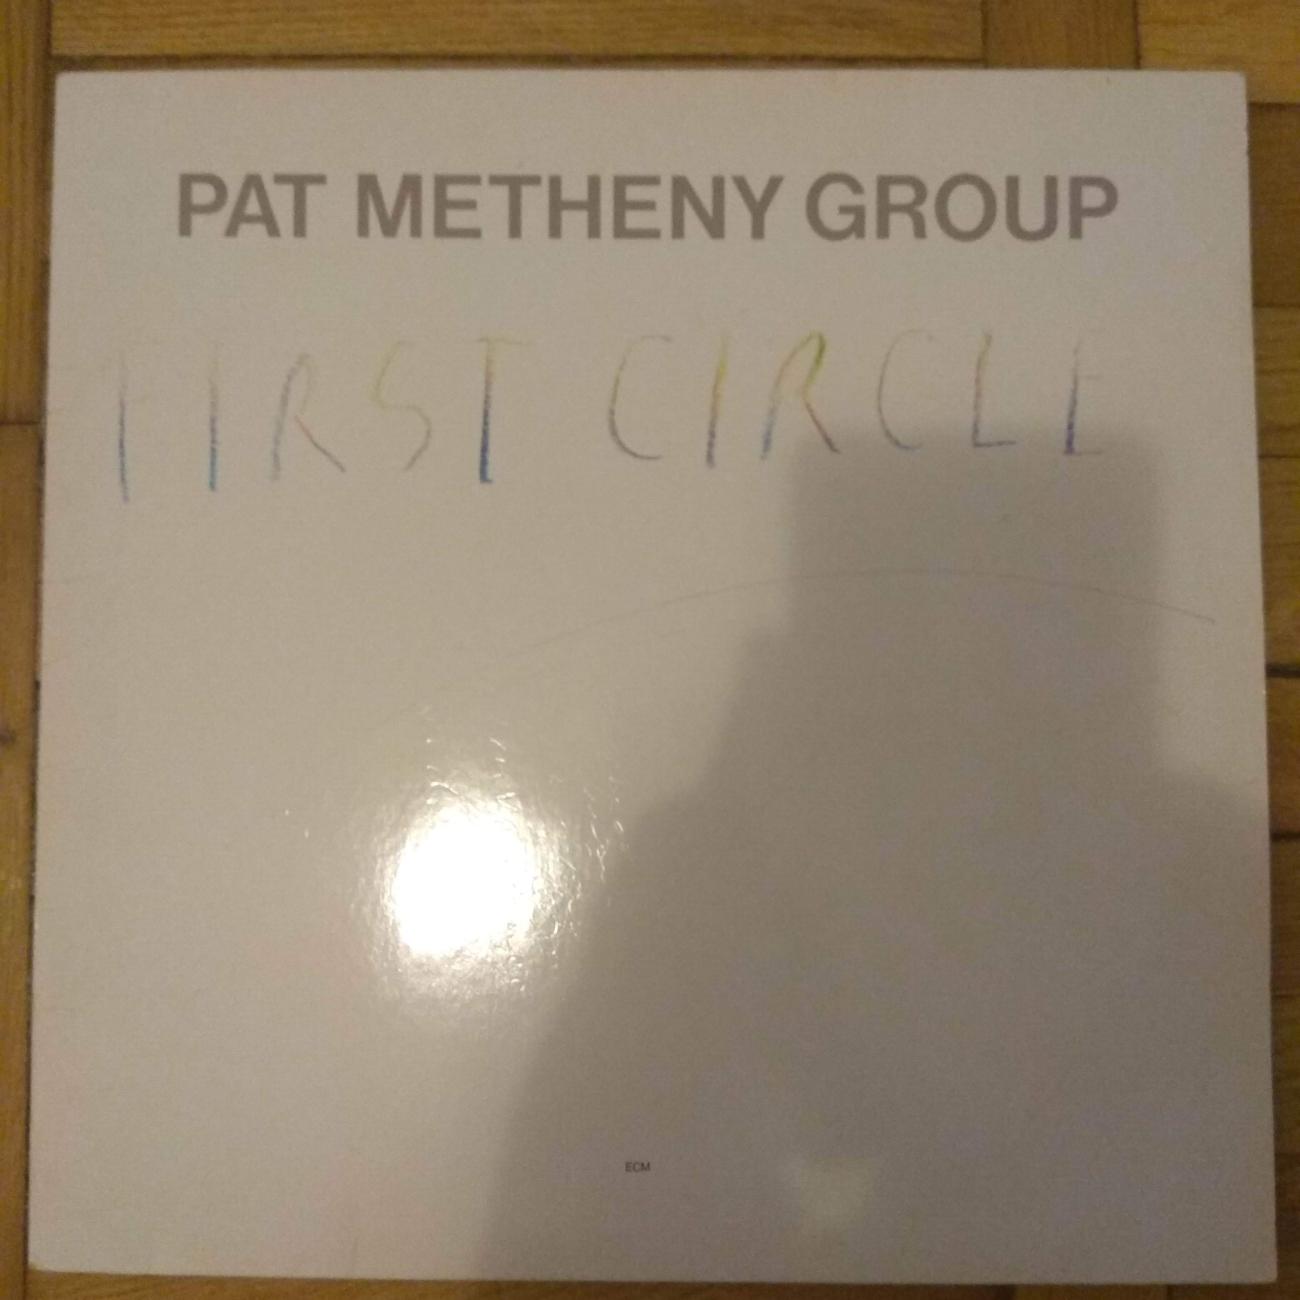 PAT METHENY GROUP
FIRST CIRCLE
ECM